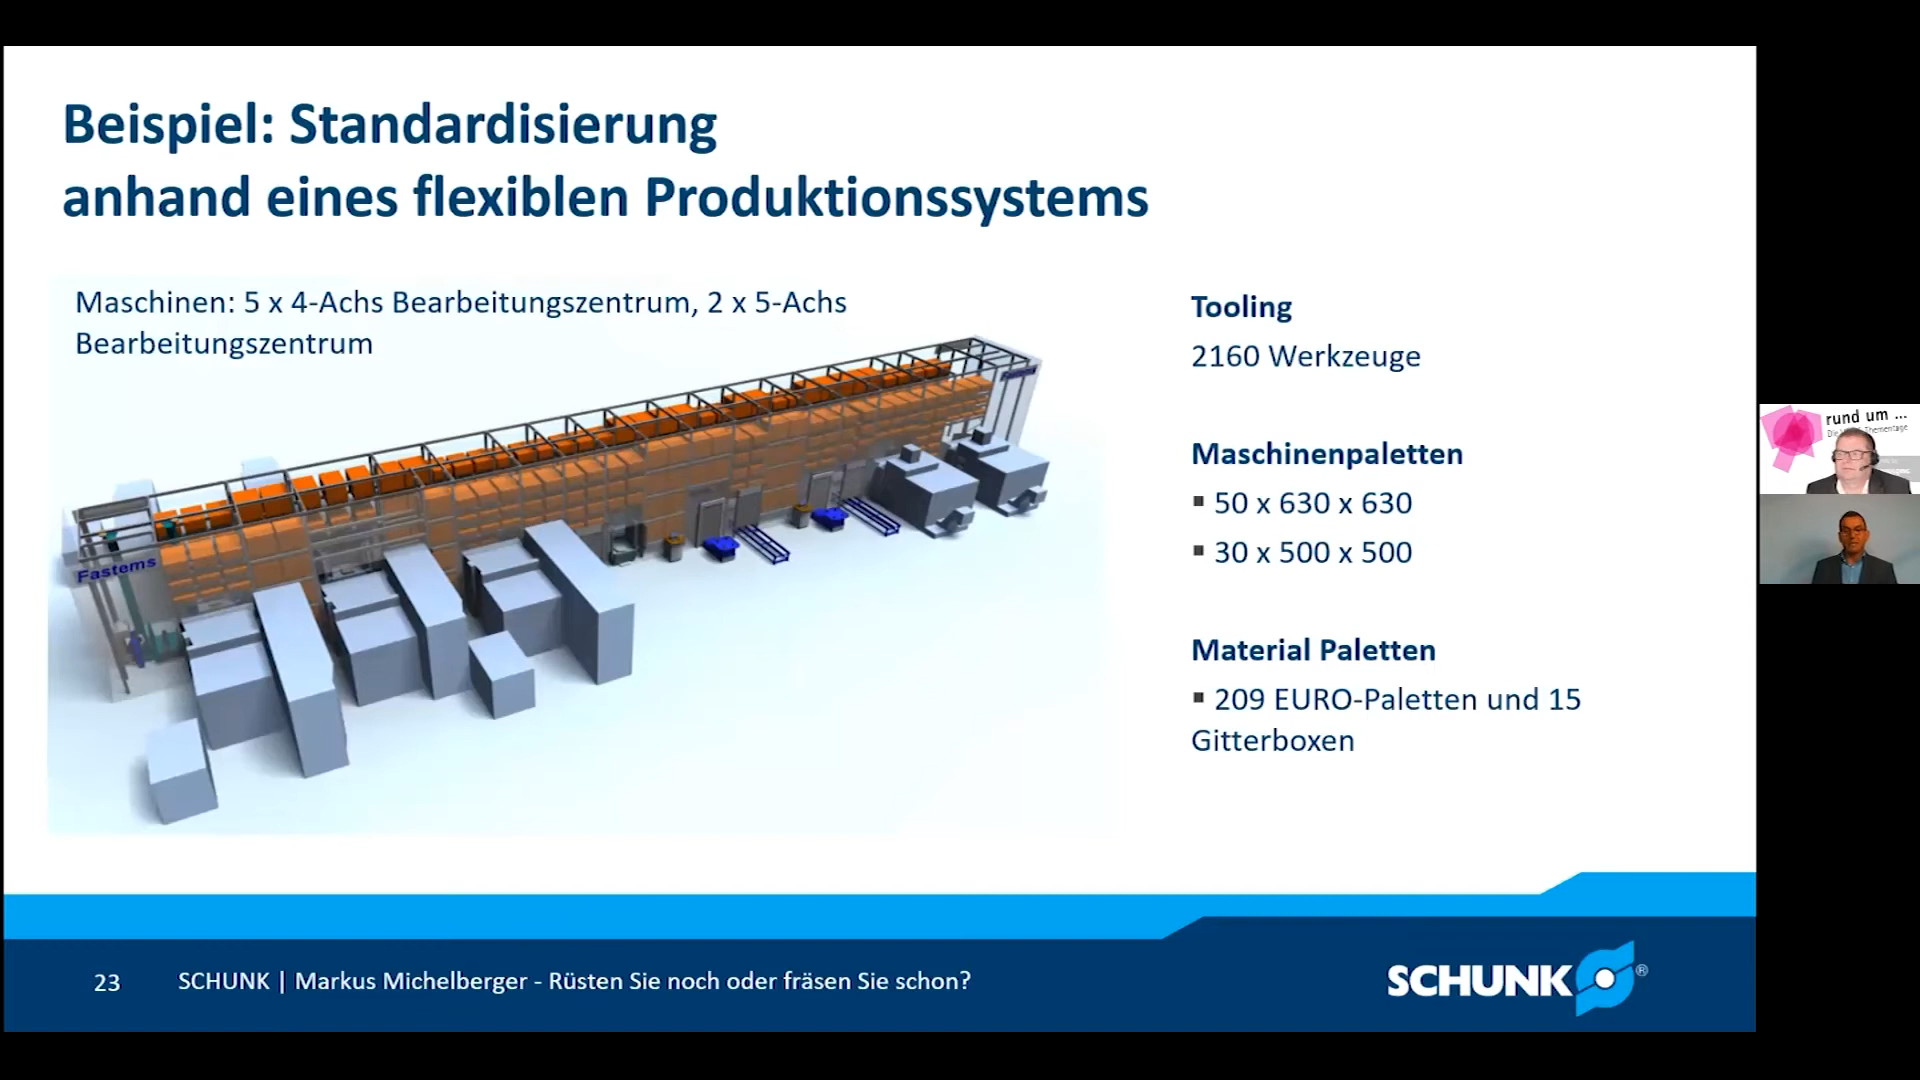 Beispiel: Standardisierung
anhand eines flexiblen Produktionssystems
Maschinen: 5 x 4-Achs Bearbeitungszentrum, 2 x 5-Achs
Bearbeitungszentrum
Fastems
Tooling
2160 Werkzeuge
Maschinenpaletten
▪ 50 x 630 x 630
▪ 30 x 500 x 500
Material Paletten
▪ 209 EURO-Paletten und 15
Gitterboxen
rund um ...
23
SCHUNK | Markus Michelberger - Rüsten Sie noch oder fräsen Sie schon?
SCHUNK®